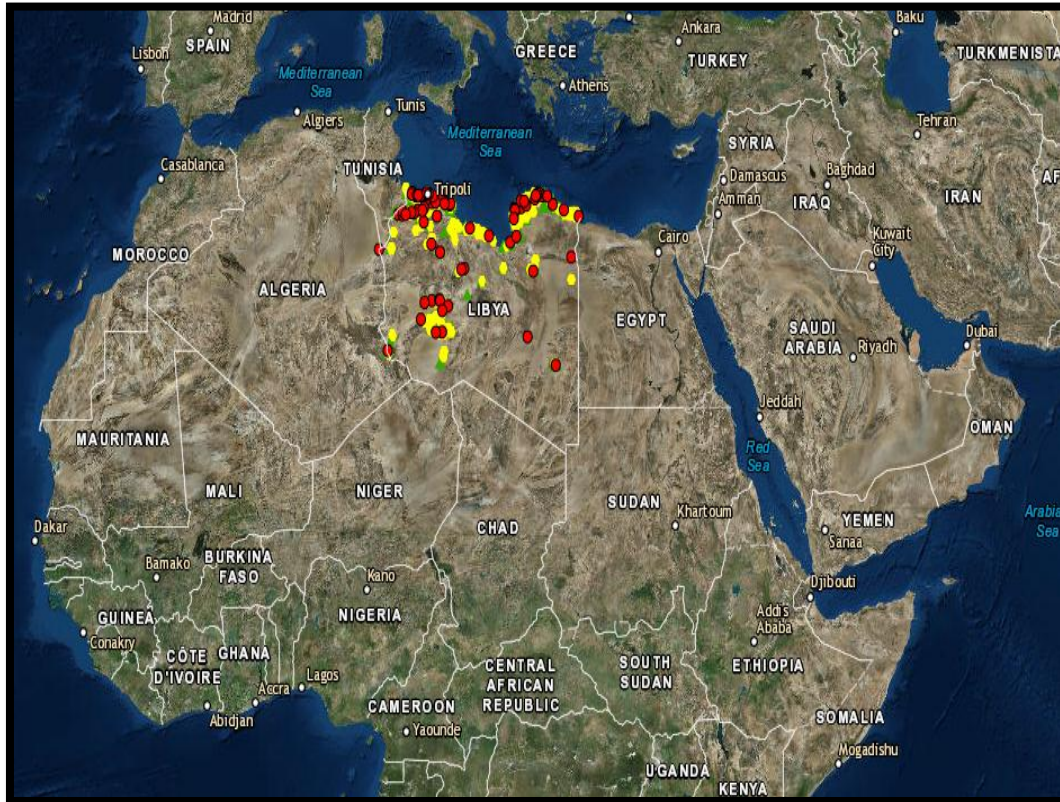 Madrid
Lisbon
SPAIN
GREECE
Ankara
TURKEY
Baku
TURKMENISTA
Mediterranean
Sea
Athens
Algiers
Tunis
Mediterranean
Sea
Tehran
Casablanca
TUNISIA
Tripoli
SYRIA
Damascus
Baghdad
Amman
IRAQ
IRAN
AF
MOROCCO
Cairo
Kuwait
City
ALGERIA
LIBYA
EGYPT
SAUDI
ARABIA
Riyadh
Dubai
Jeddah
Red
Sea
OMAN
MAURITANIA
MALI
NIGER
CHAD
SUDAN
Khartoum
YEMEN
Sanaa
Arabia
Sea
Dakar
Bamako
BURKINA
FASO
Kano
NIGERIA
Djibouti
Addis
Ababa
ETHIOPIA
GUINEA
Conakry
CÔTE
D'IVOIRE
GHANA
Accra
Lagos
Abidjan
CAMEROON
Yaounde
CENTRAL
AFRICAN
REPUBLIC
SOUTH
SUDAN
SOMALIA
Mogadishu
UGANDA
KENYA